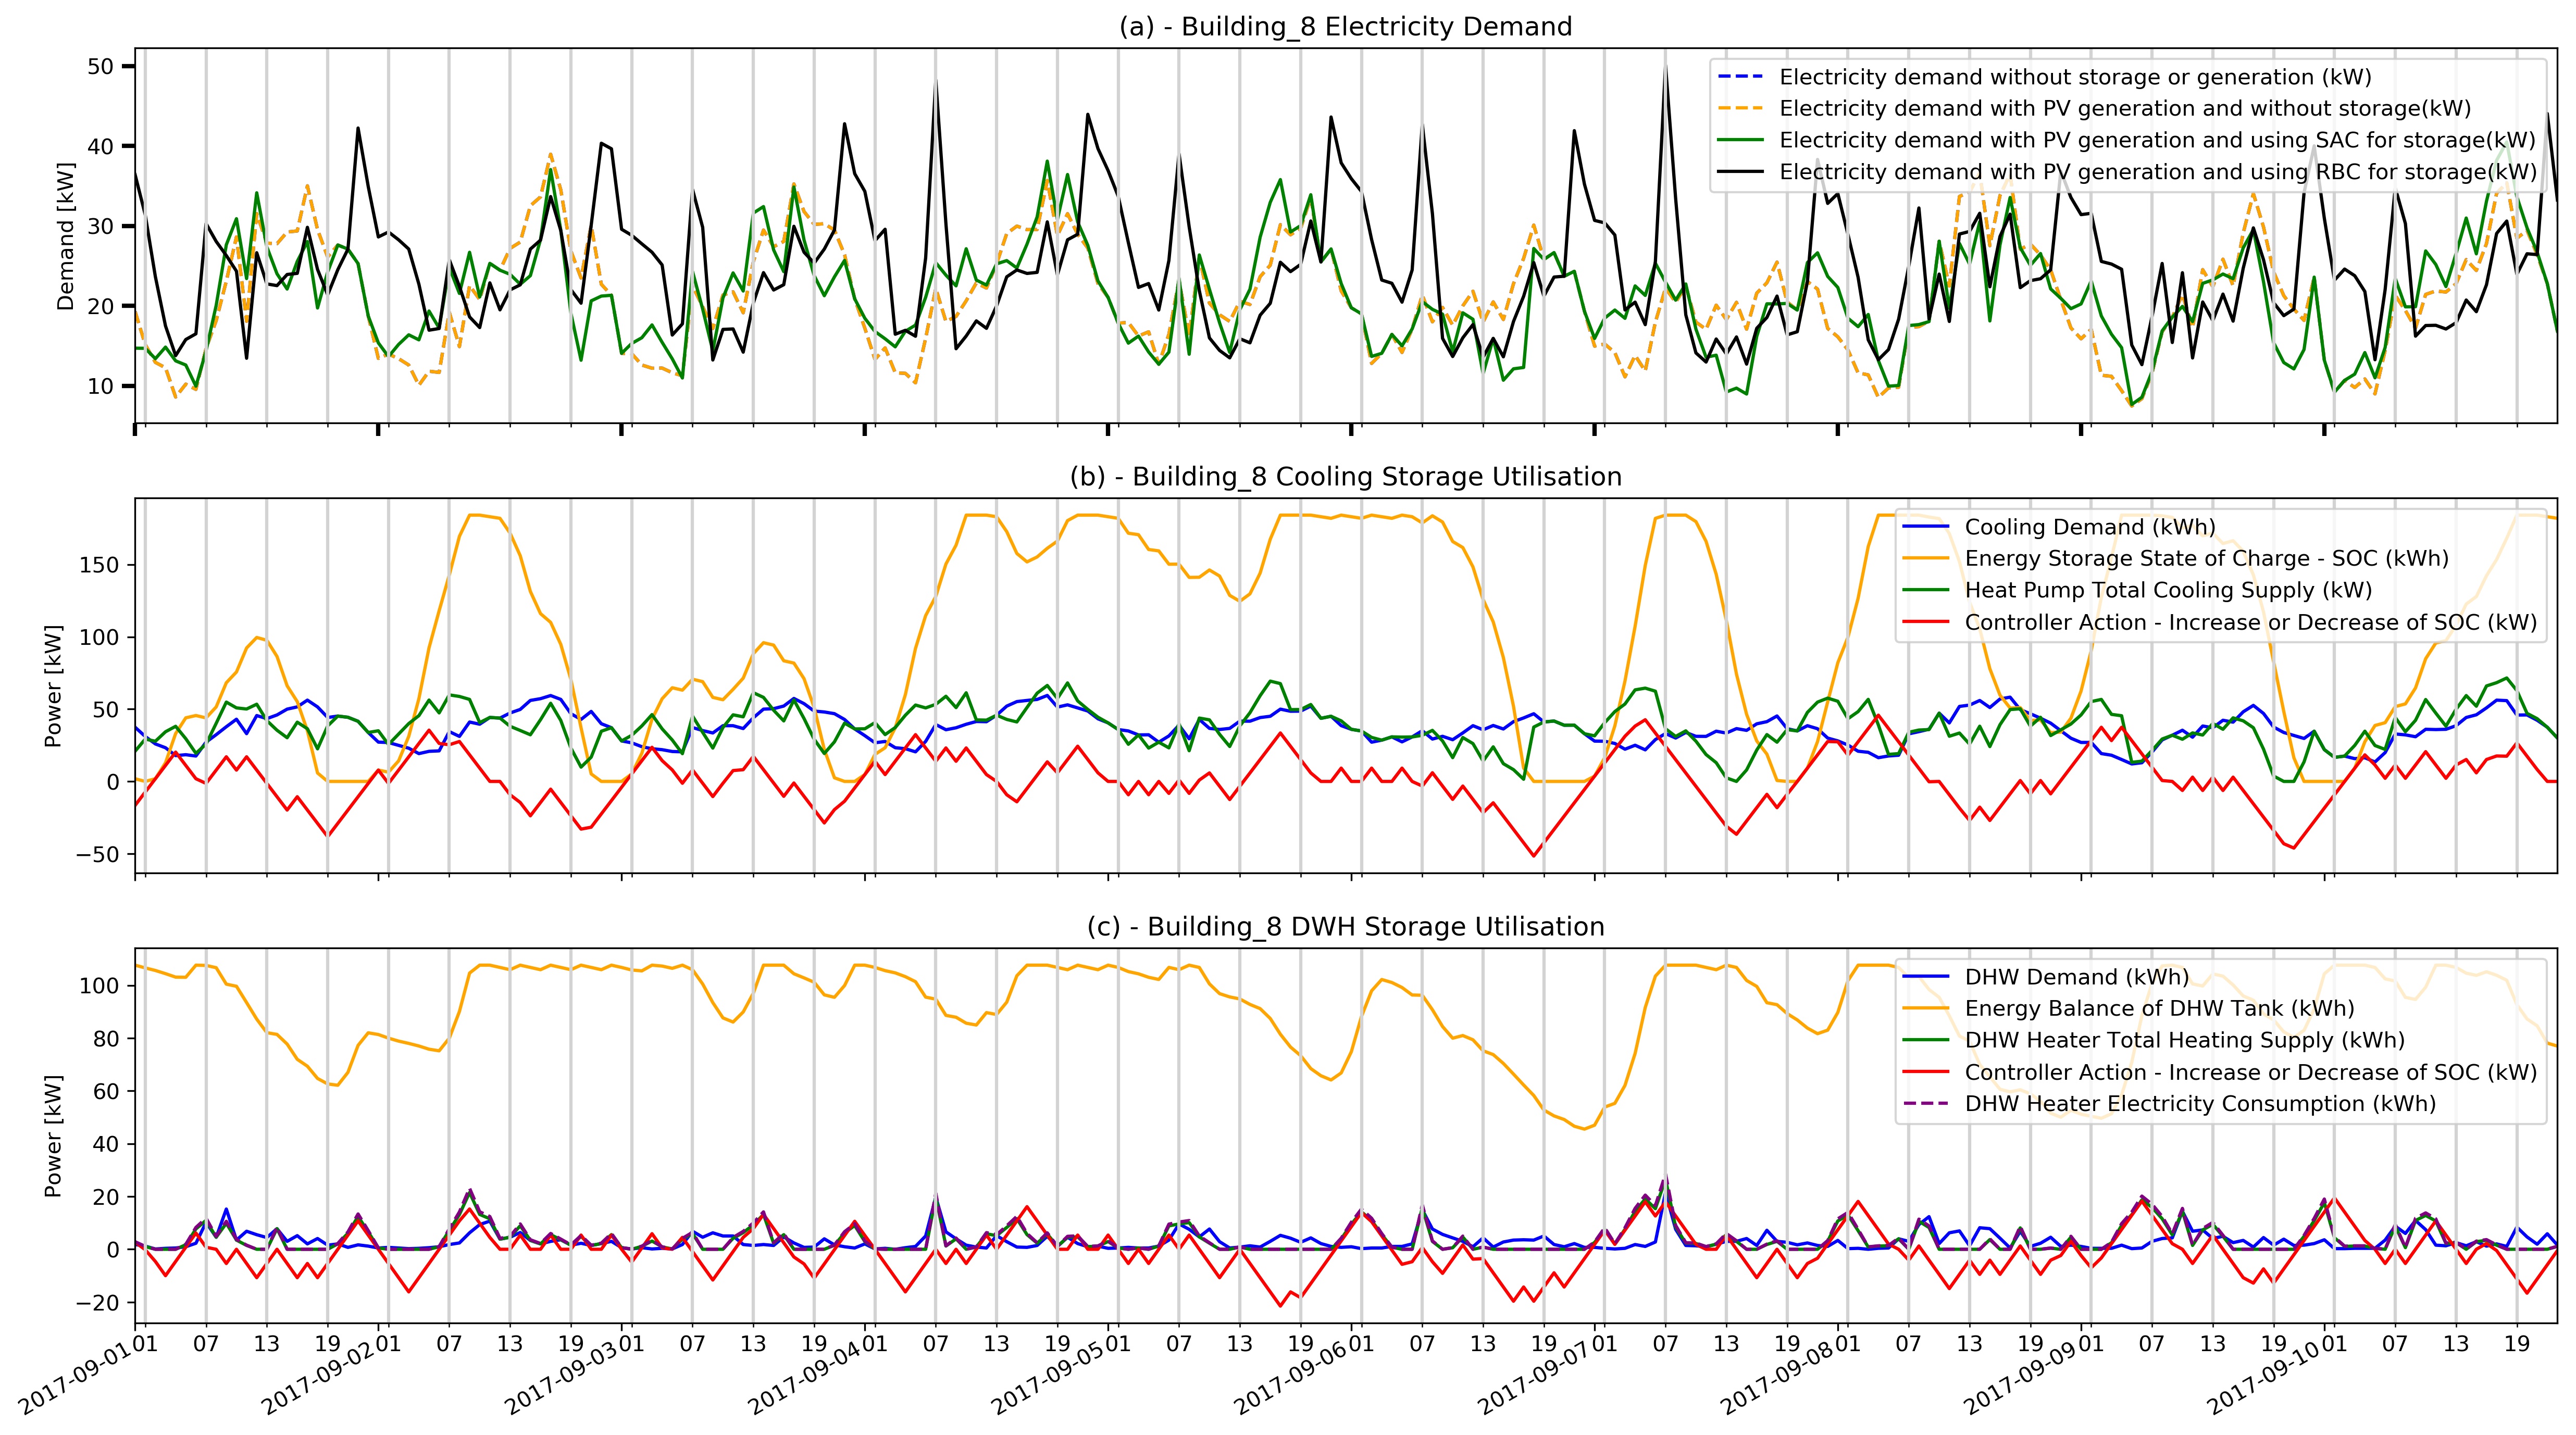 (a) - Building_8 Electricity Demand
Demand [kW]
50
40
30
20
10
Electricity demand without storage or generation (kW)
Electricity demand with PV generation and without storage(kW)
Electricity demand with PV generation and using SAC for storage(kW)
Electricity demand with PV generation and using RBC for storage(kW)
(b) - Building_8 Cooling Storage Utilisation
Power [kW]
150
100
50
0
−50
Cooling Demand (kWh)
Energy Storage State of Charge - SOC (kWh)
Heat Pump Total Cooling Supply (kW)
Controller Action - Increase or Decrease of SOC (kW)
(c) - Building_8 DWH Storage Utilisation
Power [kW]
100
80
60
40
20
0
−20
DHW Demand (kWh)
Energy Balance of DHW Tank (kWh)
DHW Heater Total Heating Supply (kWh)
Controller Action - Increase or Decrease of SOC (kW)
DHW Heater Electricity Consumption (kWh)
01 07 13 19 01 07 13 19 01 07 13 19 01 07 13 19 01 07 13 19 01 07 13 19 01 07 13 19 01 07 13 19 01 07 13 19 01 07 13 19
2017-09-01 2017-09-02 2017-09-03 2017-09-04 2017-09-05 2017-09-06 2017-09-07 2017-09-08 2017-09-09 2017-09-10